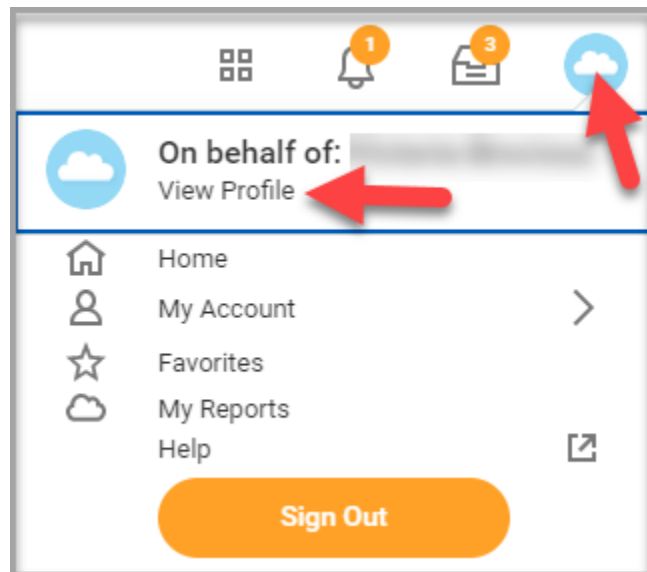 1
3
On behalf of:
View Profile
Home
My Account
Favorites
My Reports
Help
Sign Out